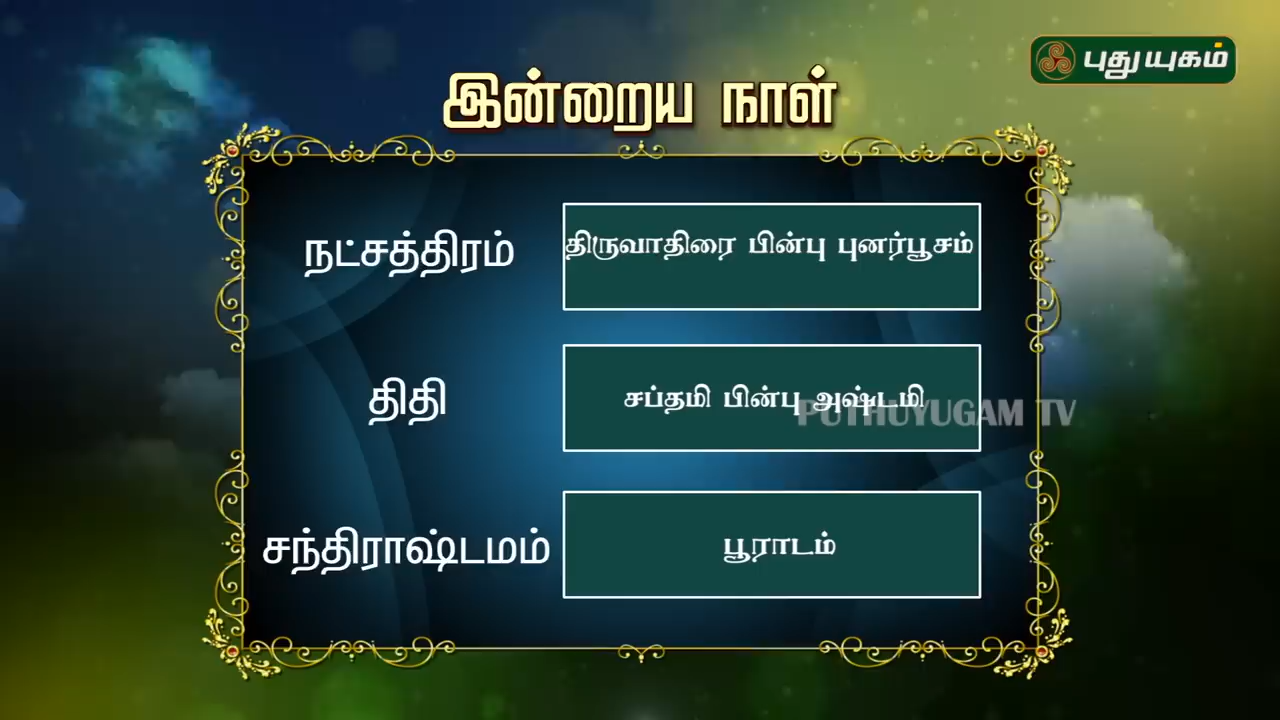 புதுயுகம்
இன்றைய நாள்
நட்சத்திரம்
திருவாதிரை பின்பு புனர்பூசம்
திதி
சப்தமி பின்பு அஷ்டமி
PUTHUYUGAM TV
சந்திராஷ்டமம்
பூராடம்